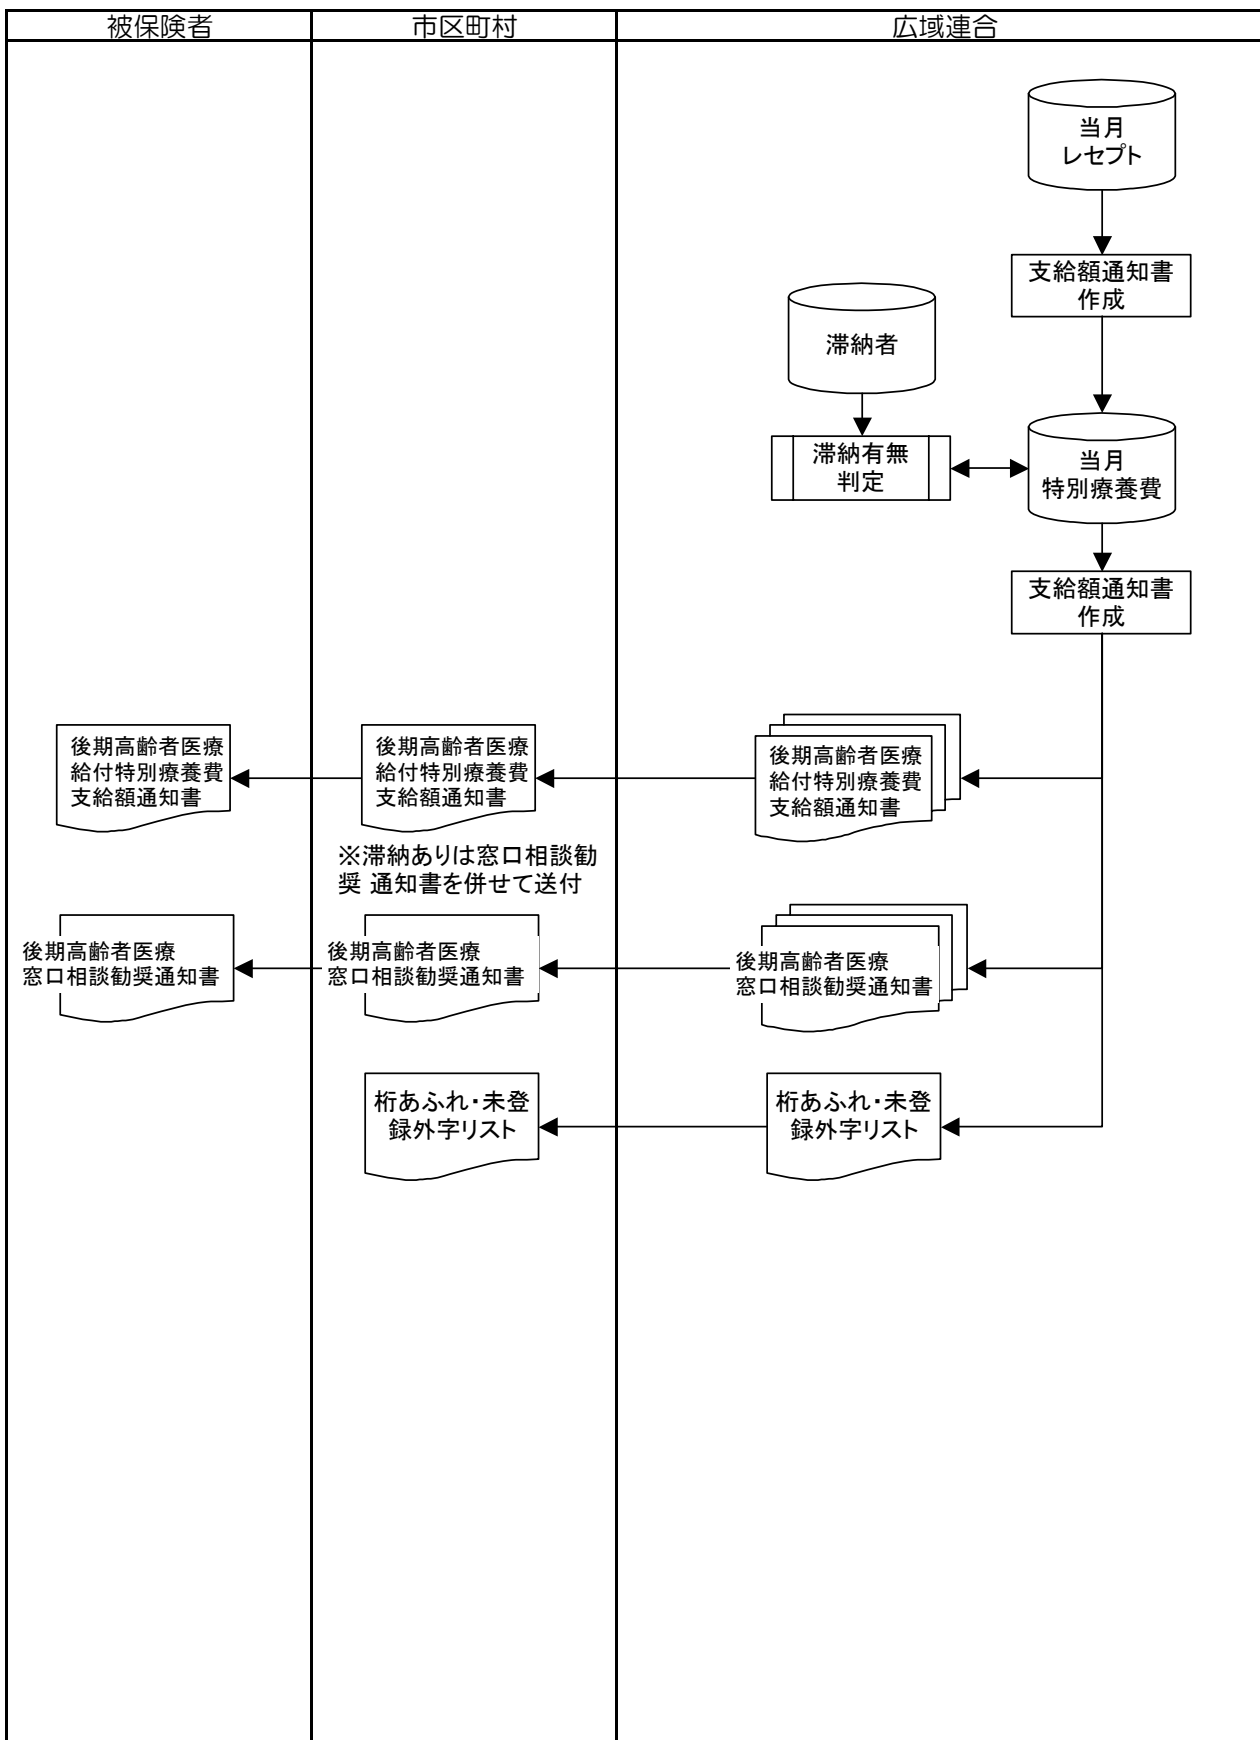 被保険者
市区町村
広域連合
当月
レセプト
支給額通知書
作成
滞納者
滞納有無
判定
当月
特別療養費
支給額通知書
作成
後期高齢者医療
給付特別療養費
支給額通知書
後期高齢者医療
給付特別療養費
支給額通知書
後期高齢者医療
給付特別療養費
支給額通知書
※滞納ありは窓口相談勧
奨 通知書を併せて送付
後期高齢者医療
窓口相談勧奨通知書
後期高齢者医療
窓口相談勧奨通知書
後期高齢者医療
窓口相談勧奨通知書
桁あふれ・未登
録外字リスト
桁あふれ・未登
録外字リスト